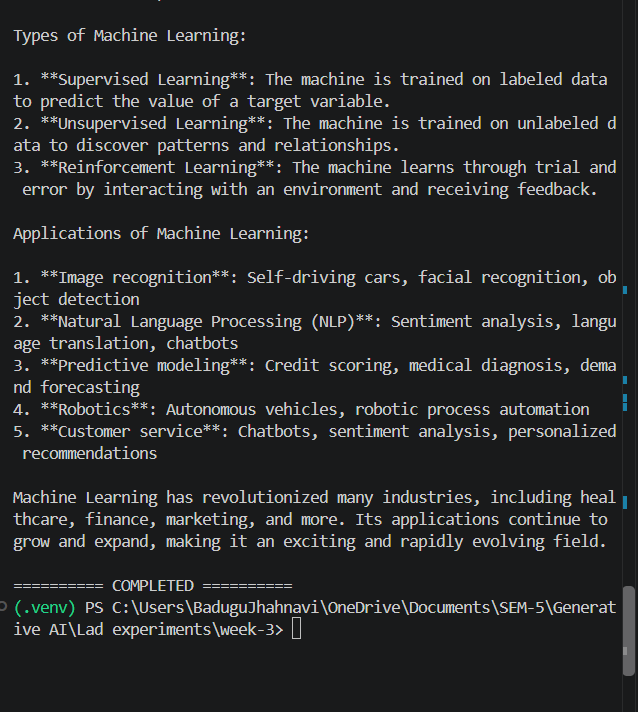 Types of Machine Learning:
1. **Supervised Learning**: The machine is trained on labeled data
to predict the value of a target variable.
2. **Unsupervised Learning**: The machine is trained on unlabeled d
ata to discover patterns and relationships.
3. **Reinforcement Learning**: The machine learns through trial and
 error by interacting with an environment and receiving feedback.
Applications of Machine Learning:
1. **Image recognition**: Self-driving cars, facial recognition, ob
ject detection
2. **Natural Language Processing (NLP)**: Sentiment analysis, langu
age translation, chatbots
3. **Predictive modeling**: Credit scoring, medical diagnosis, dema
nd forecasting
4. **Robotics**: Autonomous vehicles, robotic process automation
5. **Customer service**: Chatbots, sentiment analysis, personalized
 recommendations
Machine Learning has revolutionized many industries, including heal
thcare, finance, marketing, and more. Its applications continue to
grow and expand, making it an exciting and rapidly evolving field.
========== COMPLETED ==========
(.venv) PS C:\Users\BaduguJhahnavi\OneDrive\Documents\SEM-5\Generat
ive AI\Lad experiments\week-3>